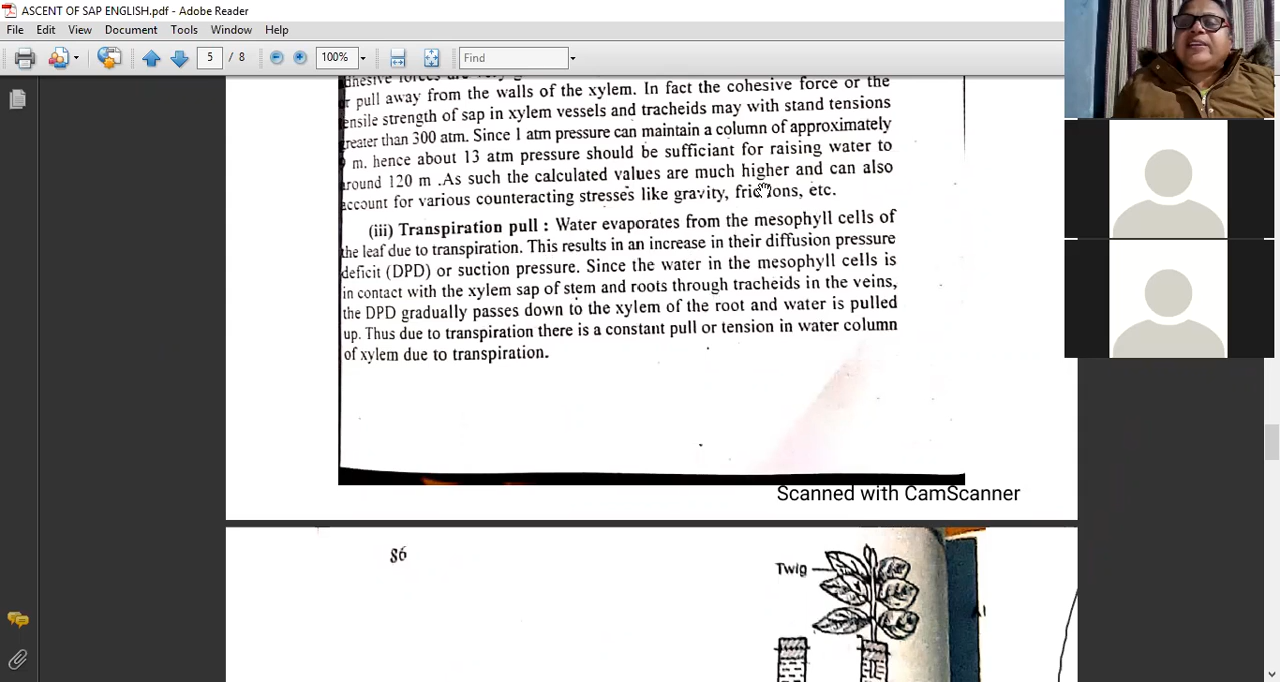 ASCENT OF SAP ENGLISH.pdf - Adobe Reader
File Edit View Document Tools Window Help
5 / 8 100% Find
pull away from the walls of the xylem. In fact the cohesive force or the
strength of sap in xylem vessels and tracheids may with stand tensions
than 300 atm. Since 1 atm pressure can maintain a column of approximately
m. hence about 13 atm pressure should be sufficiant for raising water to
around 120 m .As such the calculated values are much higher and can also
account for various counteracting stresses like gravity, frictions, etc.
(iii) Transpiration pull : Water evaporates from the mesophyll cells of
the leaf due to transpiration. This results in an increase in their diffusion pressure
deficit (DPD) or suction pressure. Since the water in the mesophyll cells is
in contact with the xylem sap of stem and roots through tracheids in the veins,
the DPD gradually passes down to the xylem of the root and water is pulled
up. Thus due to transpiration there is a constant pull or tension in water column
of xylem due to transpiration.
Scanned with CamScanner
86
Twig